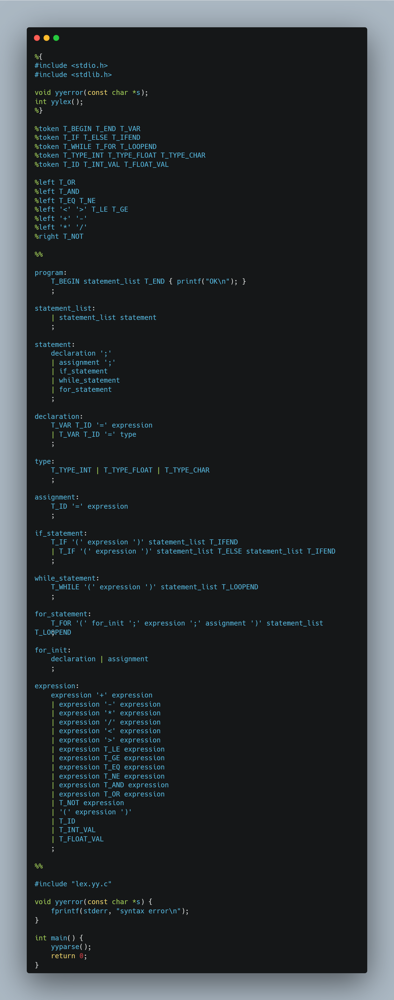 %{
#include <stdio.h>
#include <stdlib.h>

void yyerror(const char *s);
int yylex();
%}

%token T_BEGIN T_END T_VAR
%token T_IF T_ELSE T_IFEND
%token T_WHILE T_FOR T_LOOPEND
%token T_TYPE_INT T_TYPE_FLOAT T_TYPE_CHAR
%token T_ID T_INT_VAL T_FLOAT_VAL

%left T_OR
%left T_AND
%left T_EQ T_NE
%left '<' '>' T_LE T_GE
%left '+' '-'
%left '*' '/'
%right T_NOT

%%

program:
    T_BEGIN statement_list T_END { printf("OK\n"); }
    ;

statement_list:
    | statement_list statement
    ;

statement:
    declaration ';'
    | assignment ';'
    | if_statement
    | while_statement
    | for_statement
    ;

declaration:
    T_VAR T_ID '=' expression
    | T_VAR T_ID '=' type
    ;

type:
    T_TYPE_INT | T_TYPE_FLOAT | T_TYPE_CHAR
    ;

assignment:
    T_ID '=' expression
    ;

if_statement:
    T_IF '(' expression ')' statement_list T_IFEND
    | T_IF '(' expression ')' statement_list T_ELSE statement_list T_IFEND
    ;

while_statement:
    T_WHILE '(' expression ')' statement_list T_LOOPEND
    ;

for_statement:
    T_FOR '(' for_init ';' expression ';' assignment ')' statement_list
T_LOOPEND
    ;

for_init:
    declaration | assignment
    ;

expression:
    expression '+' expression
    | expression '-' expression
    | expression '*' expression
    | expression '/' expression
    | expression '<' expression
    | expression '>' expression
    | expression T_LE expression
    | expression T_GE expression
    | expression T_EQ expression
    | expression T_NE expression
    | expression T_AND expression
    | expression T_OR expression
    | T_NOT expression
    | '(' expression ')'
    | T_ID
    | T_INT_VAL
    | T_FLOAT_VAL
    ;

%%

#include "lex.yy.c"

void yyerror(const char *s) {
    fprintf(stderr, "syntax error\n");
}

int main() {
    yyparse();
    return 0;
}